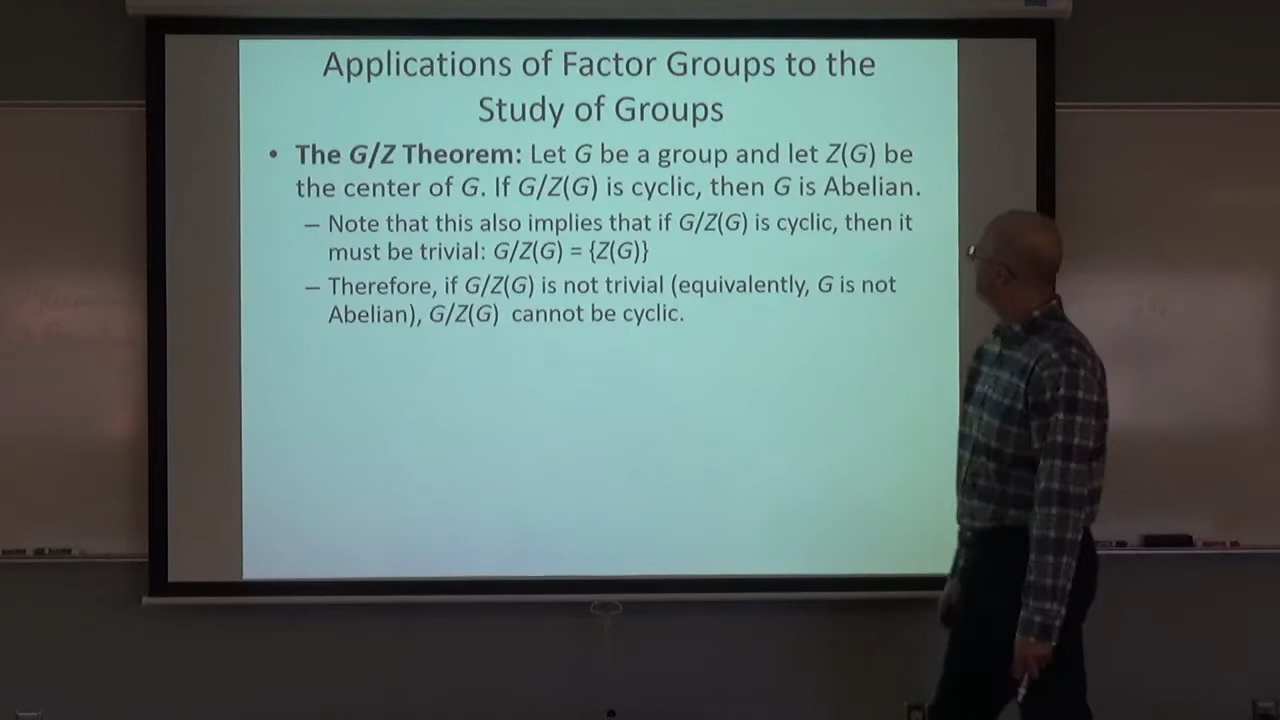 Applications of Factor Groups to the
Study of Groups
• The G/Z Theorem: Let G be a group and let Z(G) be
the center of G. If G/Z(G) is cyclic, then G is Abelian.
– Note that this also implies that if G/Z(G) is cyclic, then it
must be trivial: G/Z(G) = {Z(G)}
– Therefore, if G/Z(G) is not trivial (equivalently, G is not
Abelian), G/Z(G) cannot be cyclic.